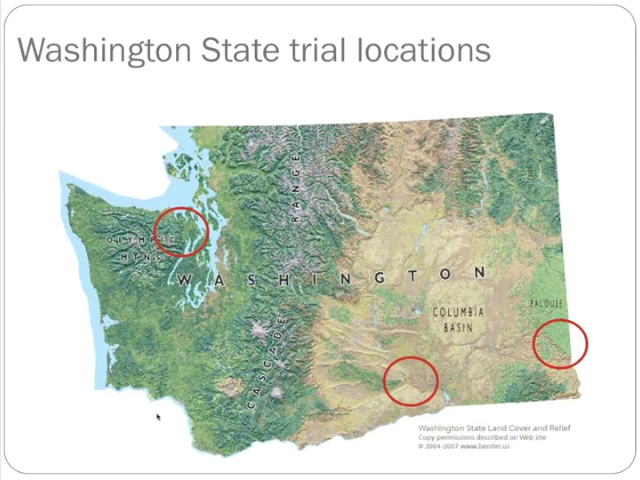 Washington State trial locations
RANGE
OLYMPIC
MTNS
WASHINGTON
PALOUSE
COLUMBIA
BASIN
CASCADE
Washington State Land Cover and Relief
Copy permissions described on Web site
© 2004-2007 www.bentler.us